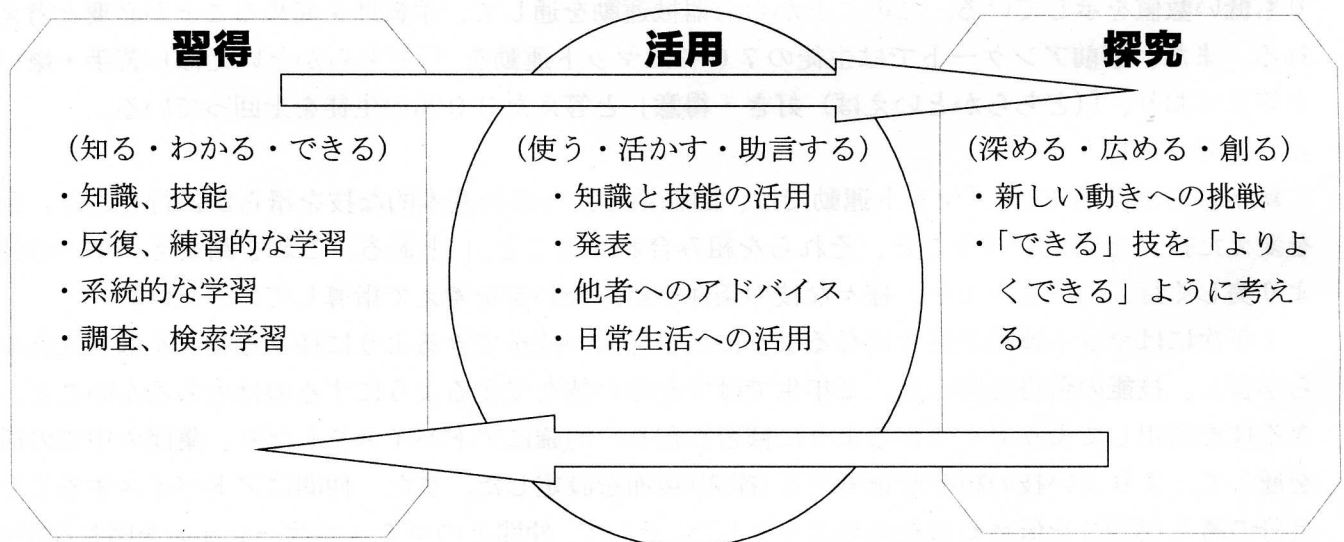 習得
(知る・わかる・できる)
・知識、技能
・反復、練習的な学習
・系統的な学習
・調査、検索学習
活用
(使う・活かす・助言する)
・知識と技能の活用
・発表
・他者へのアドバイス
・日常生活への活用
探究
(深める・広める・創る)
・新しい動きへの挑戦
・「できる」技を「よりよ
くできる」ように考え
る